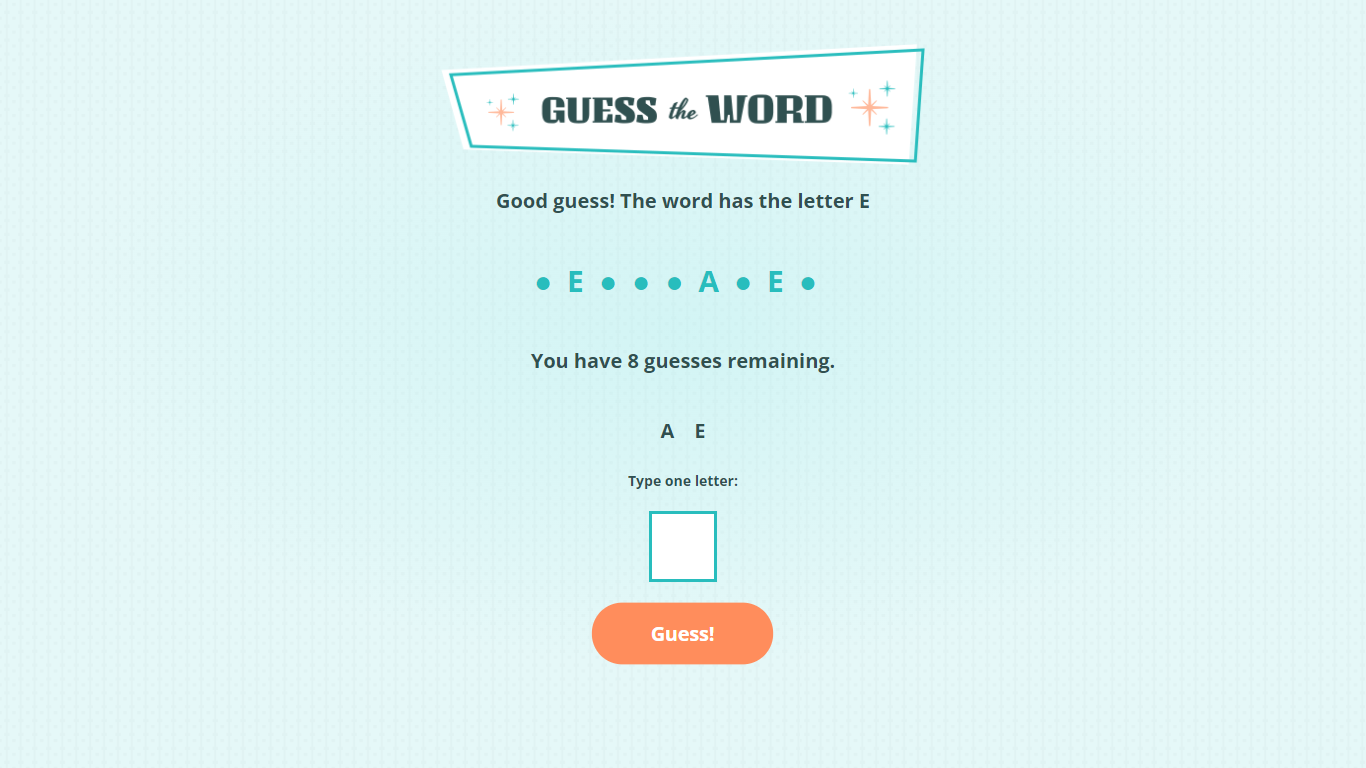 GUESS the WORD
Good guess! The word has the letter E
● E ● ● ● A ● E ●
You have 8 guesses remaining.
A E
Type one letter:
Guess!